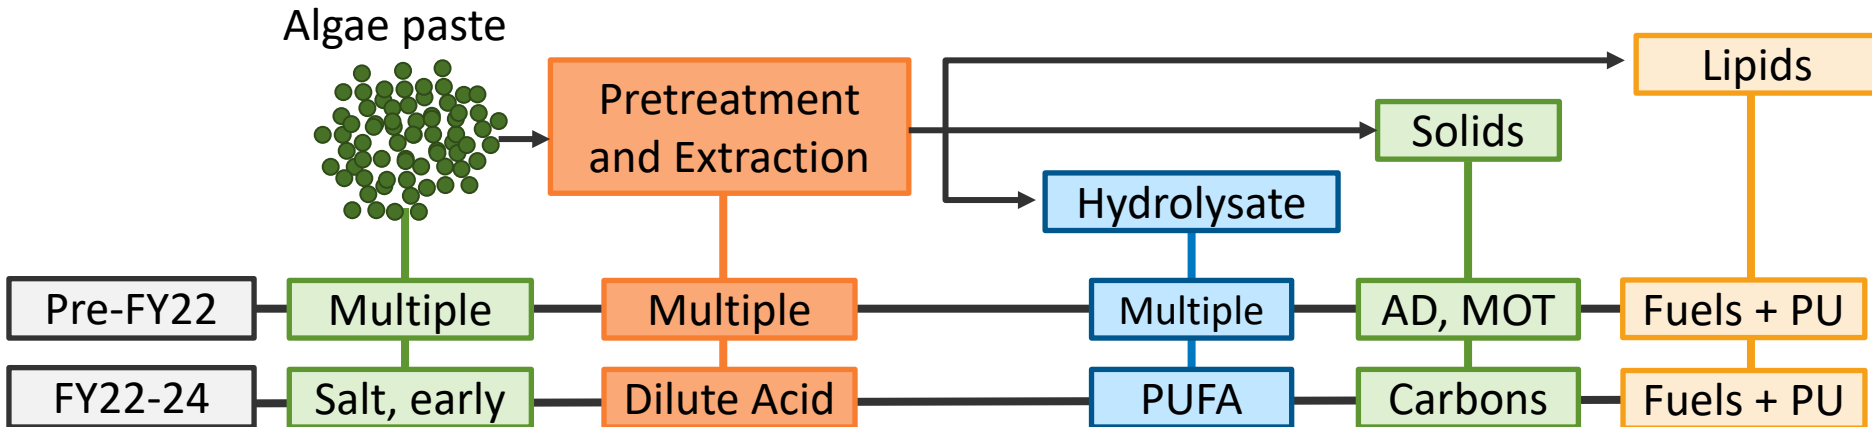 Algae paste
Pretreatment
and Extraction
Lipids
Solids
Hydrolysate
Pre-FY22
Multiple
Multiple
Multiple
AD, MOT
Fuels + PU
FY22-24
Salt, early
Dilute Acid
PUFA
Carbons
Fuels + PU